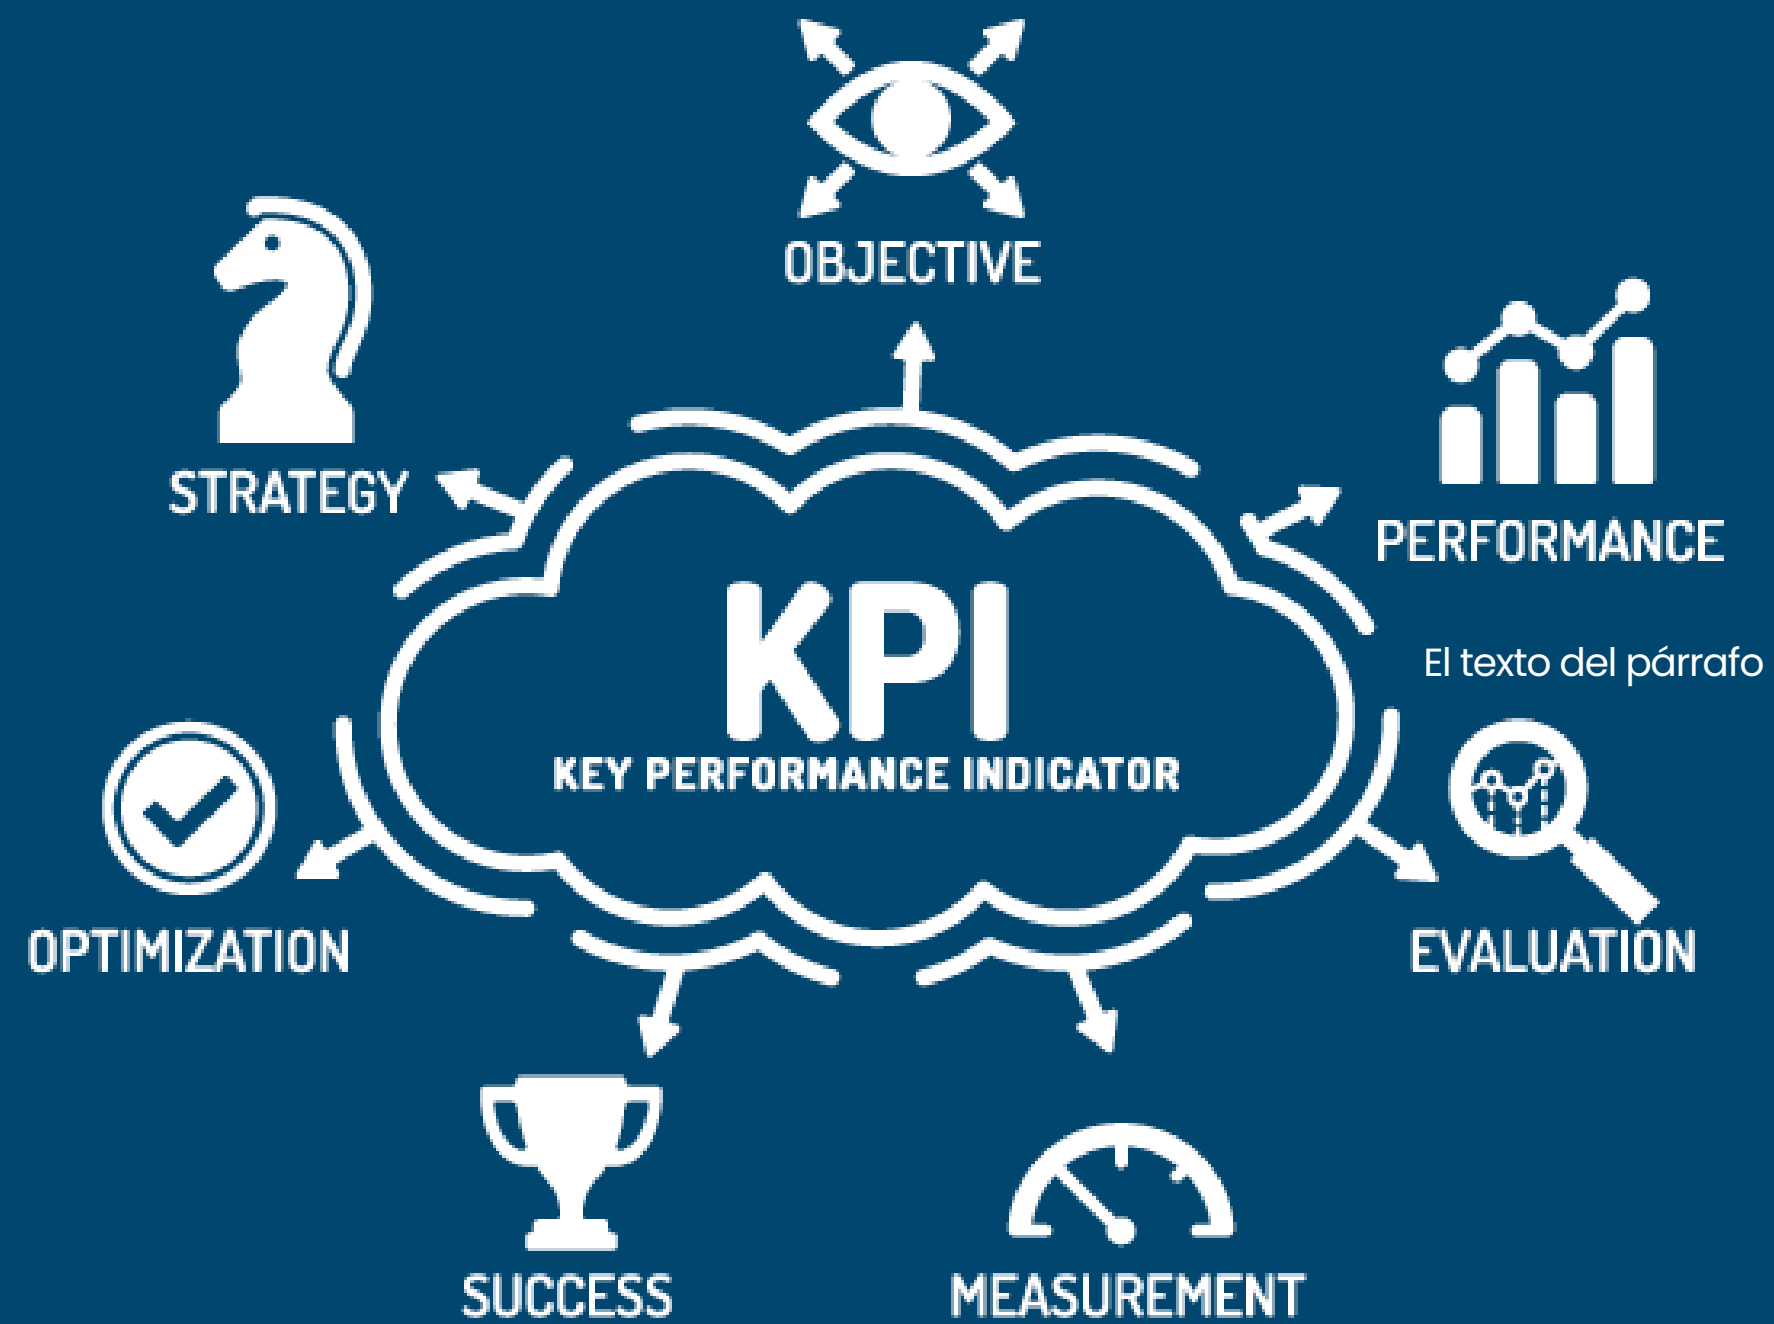 OBJECTIVE
STRATEGY
PERFORMANCE
KPI
KEY PERFORMANCE INDICATOR
El texto del párrafo
OPTIMIZATION
EVALUATION
SUCCESS
MEASUREMENT